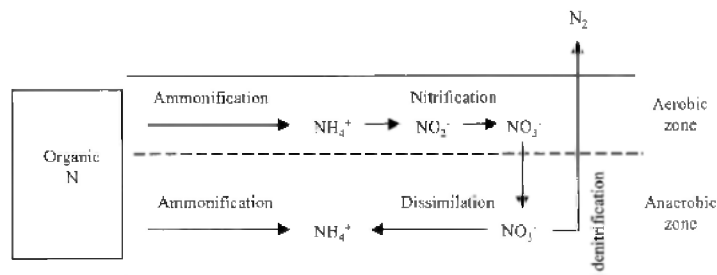 N₂
Ammonification
Nitrification
Aerobic
zone
NH₄⁺
NO₂⁻
NO₃⁻
Organic
N
Ammonification
Dissimilation
Anaerobic
zone
NH₄⁺
NO₃⁻
denitrification